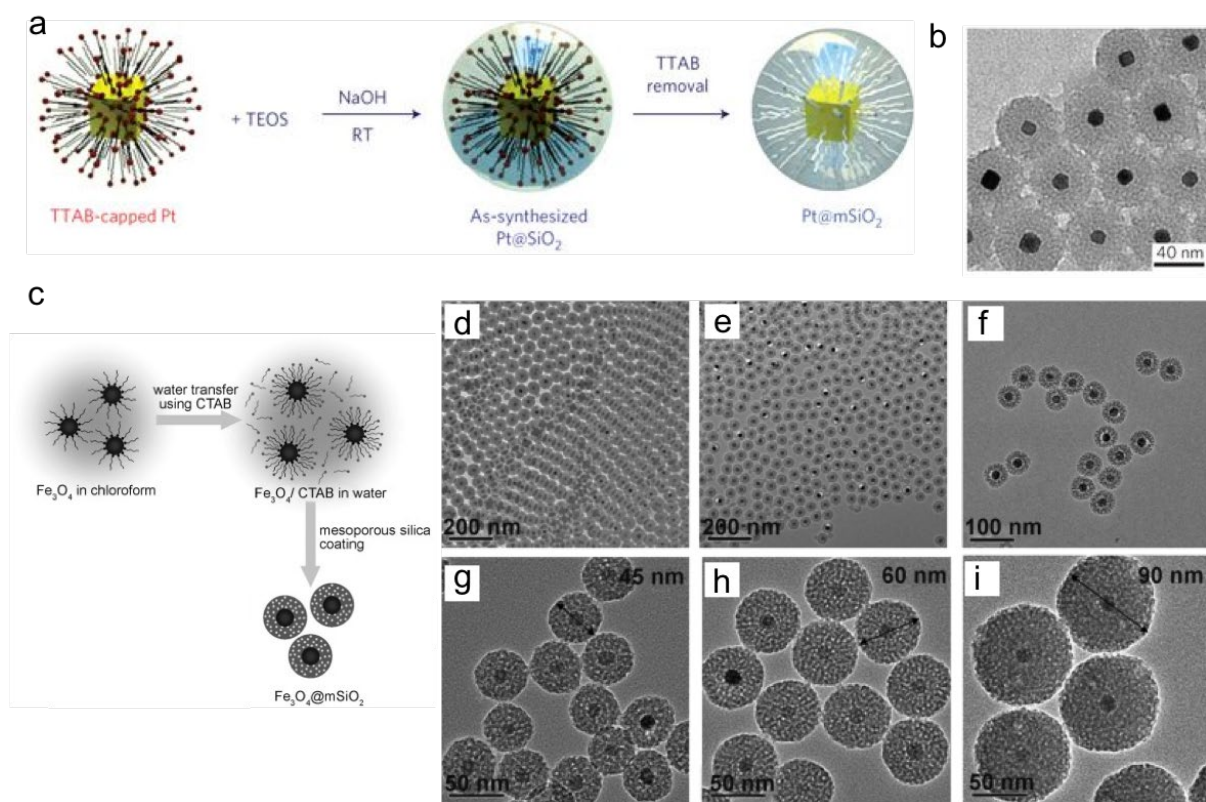 a
TTAB-capped Pt
+ TEOS
NaOH
RT
As-synthesized
Pt@SiO₂
TTAB
removal
Pt@mSiO₂
b
40 nm
c
water transfer
using CTAB
Fe₃O₄ in chloroform
Fe₃O₄/ CTAB in water
mesoporous silica
coating
Fe₃O₄@mSiO₂
d
200 nm
e
200 nm
f
100 nm
g
45 nm
50 nm
h
60 nm
50 nm
i
90 nm
50 nm